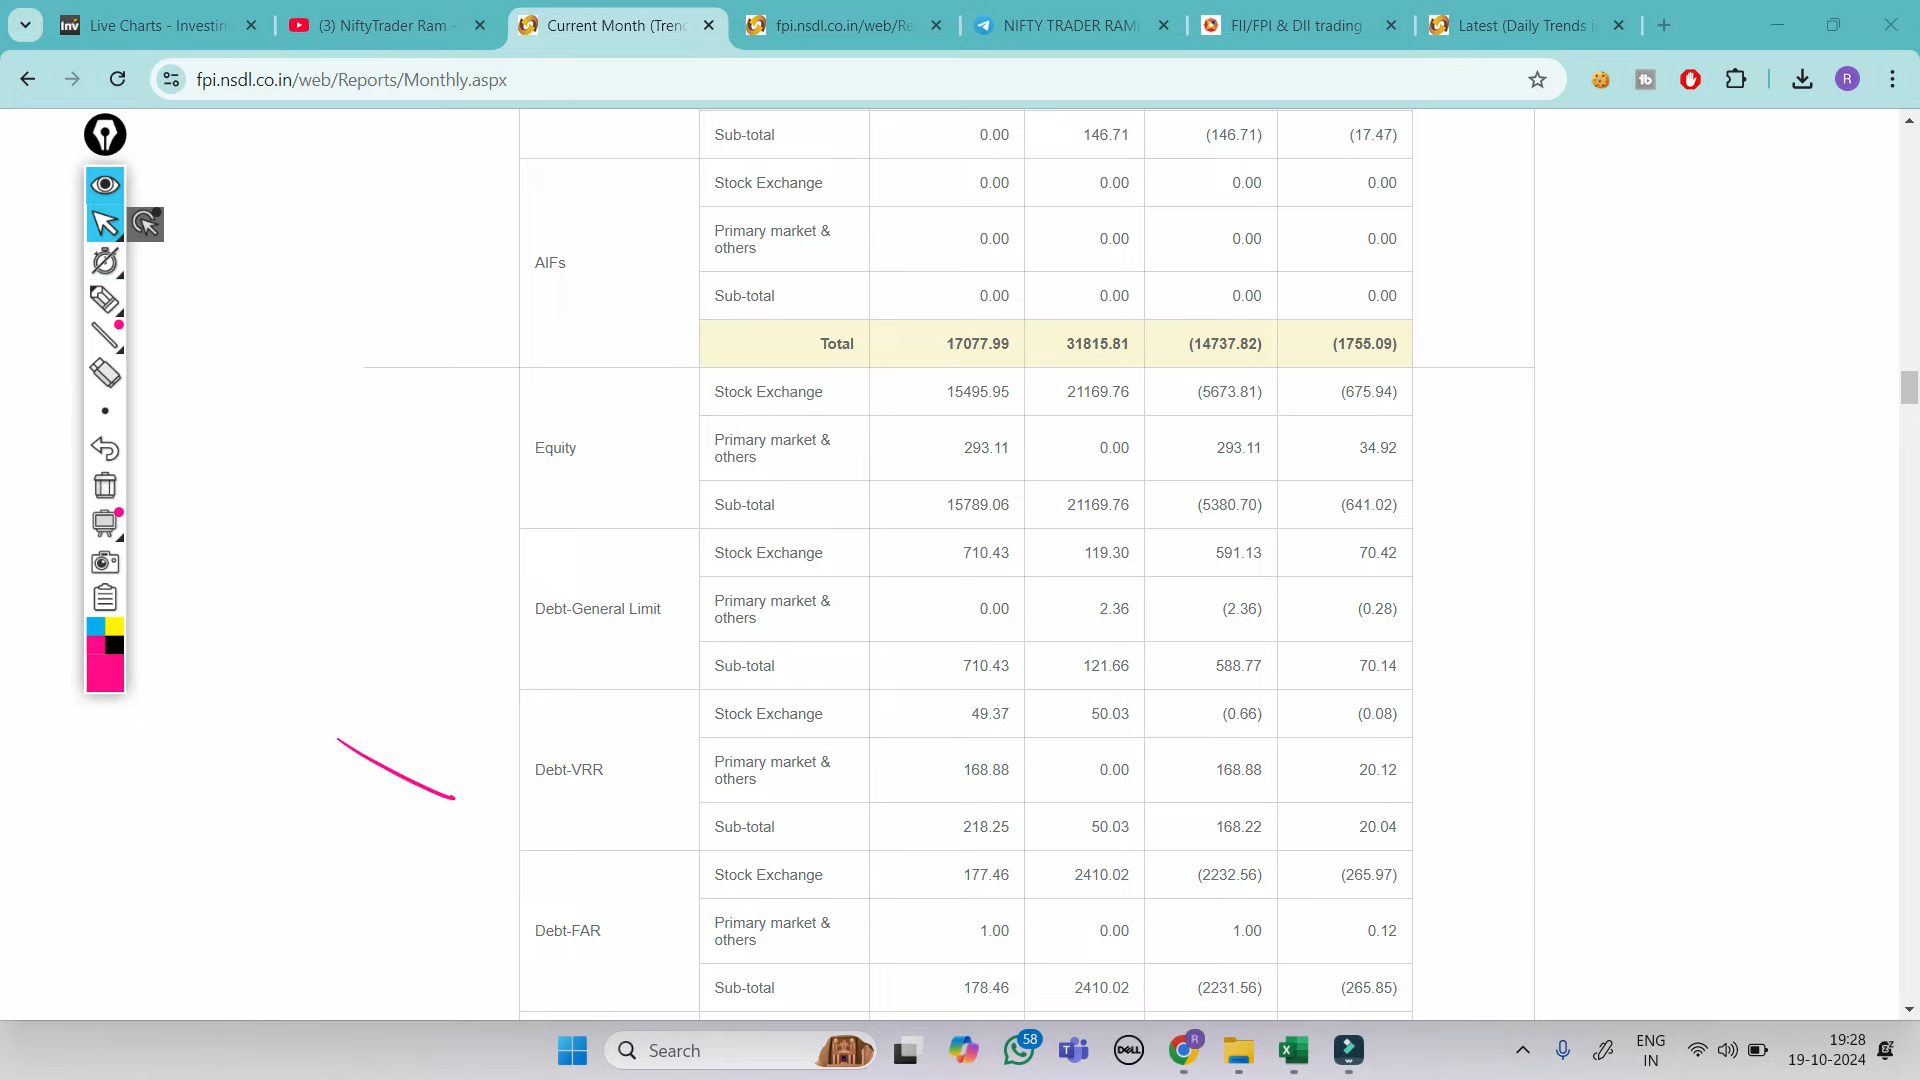 Live Charts - Investin
(3) NiftyTrader Ram -
Current Month (Tren
fpi.nsdl.co.in/web/Re
NIFTY TRADER RAM(
FII/FPI & DII trading
Latest (Daily Trends i
fpi.nsdl.co.in/web/Reports/Monthly.aspx
R
Sub-total 0.00 146.71 (146.71) (17.47)
AIFs
Stock Exchange 0.00 0.00 0.00 0.00
Primary market &
others 0.00 0.00 0.00 0.00
Sub-total 0.00 0.00 0.00 0.00
Total 17077.99 31815.81 (14737.82) (1755.09)
Equity
Stock Exchange 15495.95 21169.76 (5673.81) (675.94)
Primary market &
others 293.11 0.00 293.11 34.92
Sub-total 15789.06 21169.76 (5380.70) (641.02)
Debt-General Limit
Stock Exchange 710.43 119.30 591.13 70.42
Primary market &
others 0.00 2.36 (2.36) (0.28)
Sub-total 710.43 121.66 588.77 70.14
Debt-VRR
Stock Exchange 49.37 50.03 (0.66) (0.08)
Primary market &
others 168.88 0.00 168.88 20.12
Sub-total 218.25 50.03 168.22 20.04
Debt-FAR
Stock Exchange 177.46 2410.02 (2232.56) (265.97)
Primary market &
others 1.00 0.00 1.00 0.12
Sub-total 178.46 2410.02 (2231.56) (265.85)
Search
58
DELL
R
ENG
IN
19:28
19-10-2024